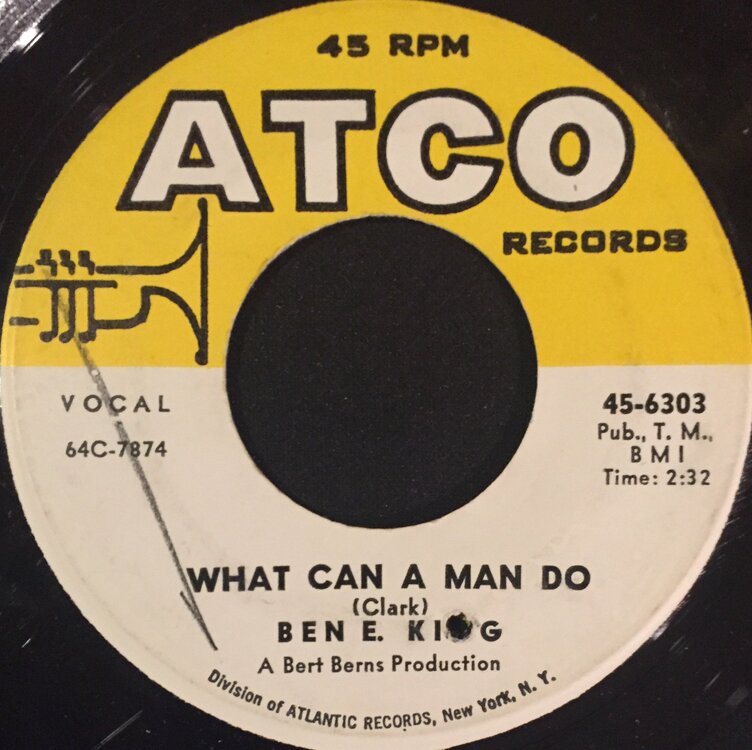 45 RPM
ATCO
RECORDS
VOCAL
64C-7874
45-6303
Pub., T. M.,
BMI
Time: 2:32
WHAT CAN A MAN DO
(Clark)
BEN E. KI G
A Bert Berns Production
Division of ATLANTIC RECORDS, New York, N. Y.